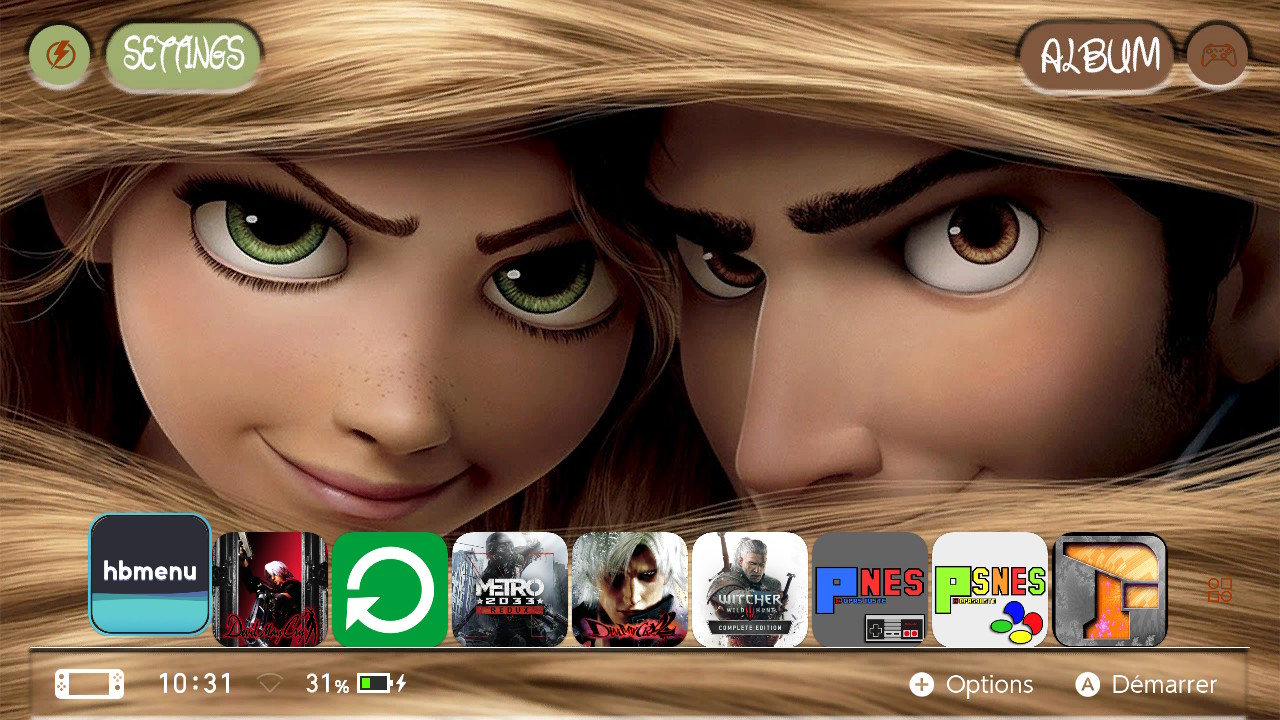 SETTINGS
ALBUM
hbmenu
Devil May Cry
METRO
2033
REDUX
Devil May Cry 2
THE
WITCHER
WILD HUNT
COMPLETE EDITION
PNES
PSNES
10:31
31%
+ Options
A Démarrer